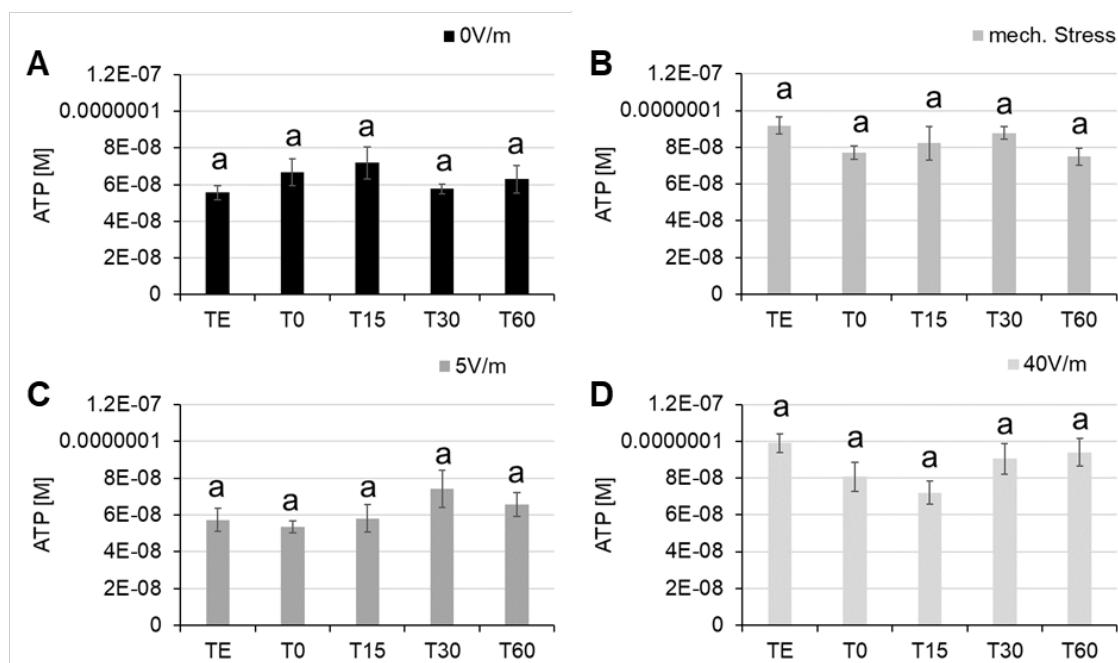 0V/m
A
1.2E-07
0.0000001
8E-08
6E-08
4E-08
2E-08
0
ATP [M]
a a a a a
TE T0 T15 T30 T60
mech. Stress
B
1.2E-07
0.0000001
8E-08
6E-08
4E-08
2E-08
0
ATP [M]
a a a a a
TE T0 T15 T30 T60
5V/m
C
1.2E-07
0.0000001
8E-08
6E-08
4E-08
2E-08
0
ATP [M]
a a a a a
TE T0 T15 T30 T60
40V/m
D
1.2E-07
0.0000001
8E-08
6E-08
4E-08
2E-08
0
ATP [M]
a a a a a
TE T0 T15 T30 T60